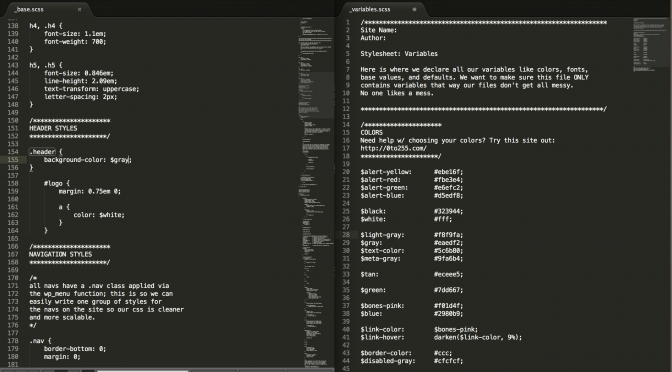 _base.scss
138 h4, .h4 {
139 font-size: 1.1em;
140 font-weight: 700;
141 }
142
143 h5, .h5 {
144 font-size: 0.846em;
145 line-height: 2.09em;
146 text-transform: uppercase;
147 letter-spacing: 2px;
148 }
149
150 /*********************
151 HEADER STYLES
152 *********************/
153
154 .header {
155 background-color: $gray;
156 }
157
158 #logo {
159 margin: 0.75em 0;
160
161 a {
162 color: $white;
163 }
164 }
165
166 /*********************
167 NAVIGATION STYLES
168 *********************/
169
170 /*
171 all navs have a .nav class applied via
172 the wp_menu function; this is so we can
173 easily write one group of styles for
174 the navs on the site so our css is cleaner
175 and more scalable.
176 */
177
178 .nav {
179 border-bottom: 0;
180 margin: 0;
181
_variables.scss
1 /******************************************************************
2 Site Name:
3 Author:
4
5 Stylesheet: Variables
6
7 Here is where we declare all our variables like colors, fonts,
8 base values, and defaults. We want to make sure this file ONLY
9 contains variables that way our files don't get all messy.
10 No one likes a mess.
11
12 ******************************************************************/
13
14 /*********************
15 COLORS
16 Need help w/ choosing your colors? Try this site out:
17 http://0to255.com/
18 *********************/
19
20 $alert-yellow: #ebe16f;
21 $alert-red: #fbe3e4;
22 $alert-green: #e6efc2;
23 $alert-blue: #d5edf8;
24
25 $black: #323944;
26 $white: #fff;
27
28 $light-gray: #f8f9fa;
29 $gray: #eaedf2;
30 $text-color: #5c6b80;
31 $meta-gray: #9fa6b4;
32
33 $tan: #eceee5;
34
35 $green: #7dd667;
36
37 $bones-pink: #f01d4f;
38 $blue: #2980b9;
39
40 $link-color: $bones-pink;
41 $link-hover: darken($link-color, 9%);
42
43 $border-color: #ccc;
44 $disabled-gray: #cfcfcf;
45